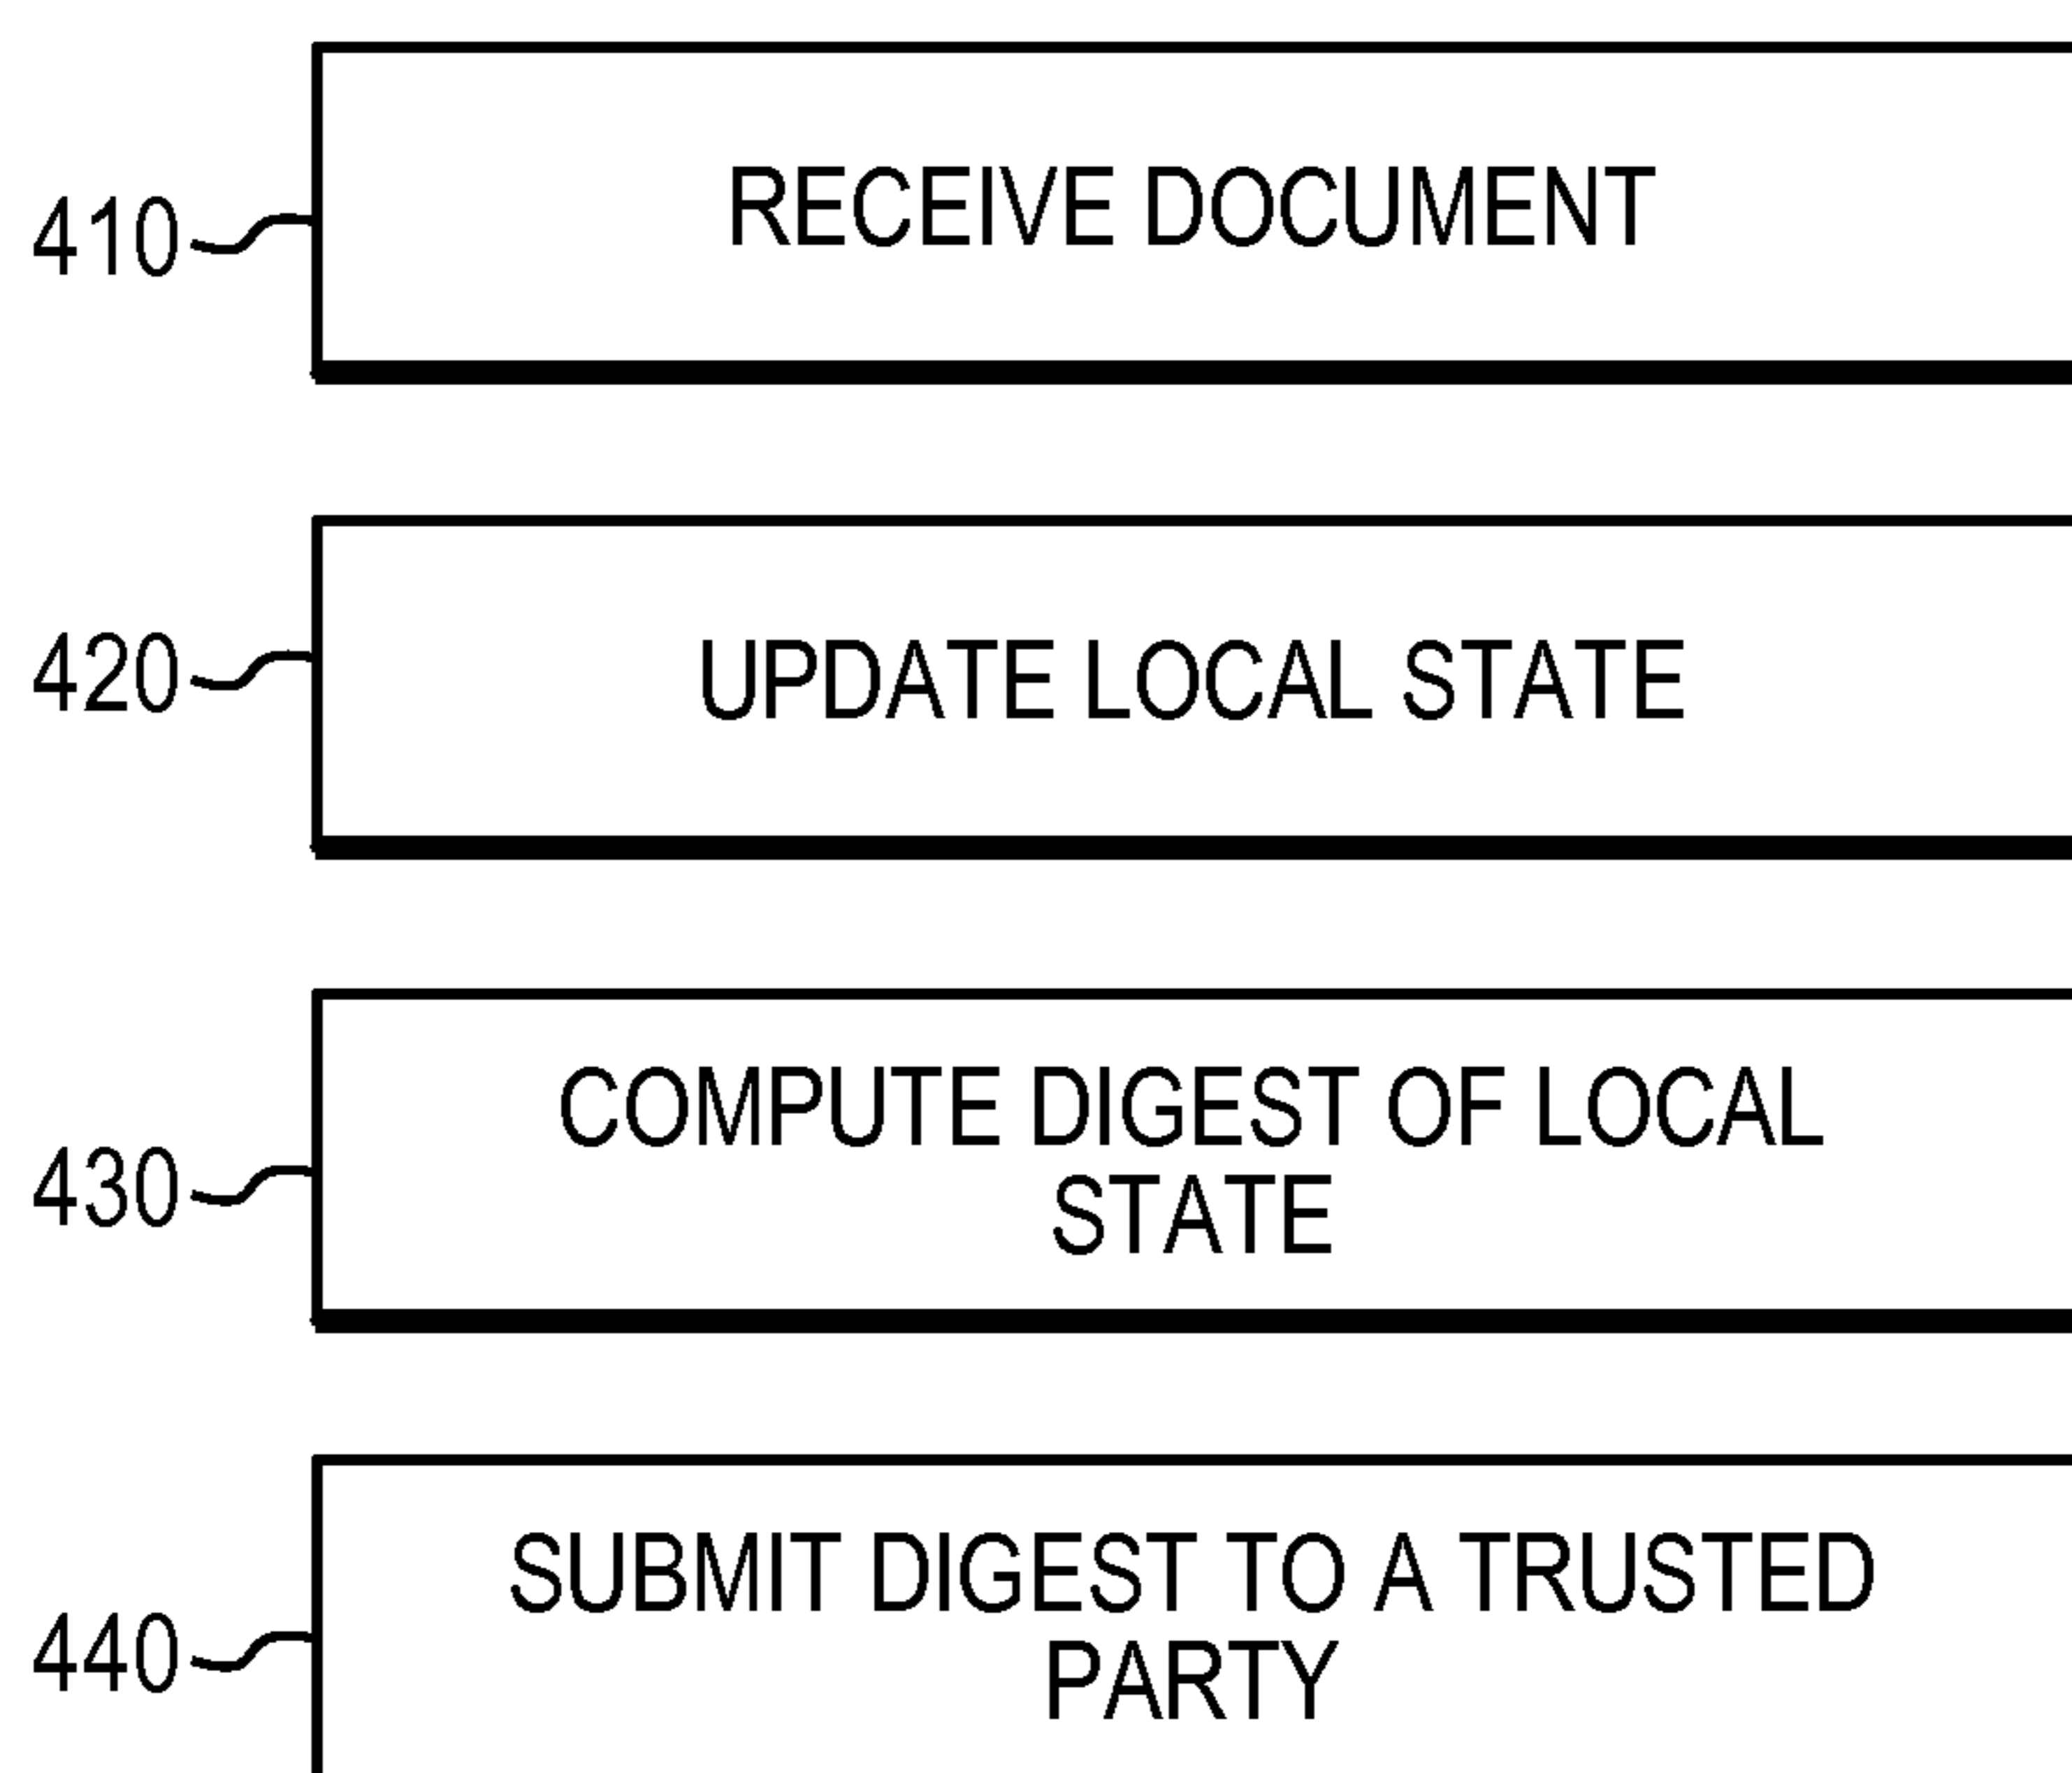 410
RECEIVE DOCUMENT
420
UPDATE LOCAL STATE
430
COMPUTE DIGEST OF LOCAL
STATE
440
SUBMIT DIGEST TO A TRUSTED
PARTY